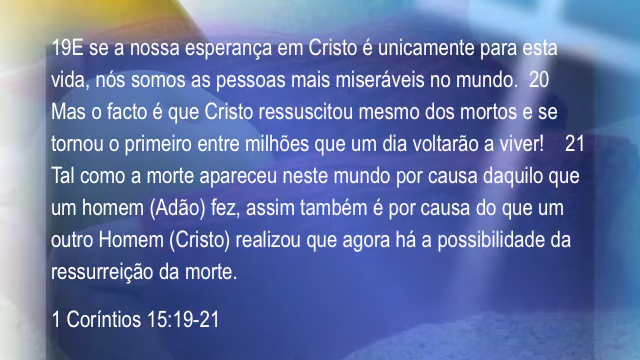 19E se a nossa esperança em Cristo é unicamente para esta
vida, nós somos as pessoas mais miseráveis no mundo.  20
Mas o facto é que Cristo ressuscitou mesmo dos mortos e se
tornou o primeiro entre milhões que um dia voltarão a viver!    21
Tal como a morte apareceu neste mundo por causa daquilo que
um homem (Adão) fez, assim também é por causa do que um
outro Homem (Cristo) realizou que agora há a possibilidade da
ressurreição da morte.
1 Coríntios 15:19-21